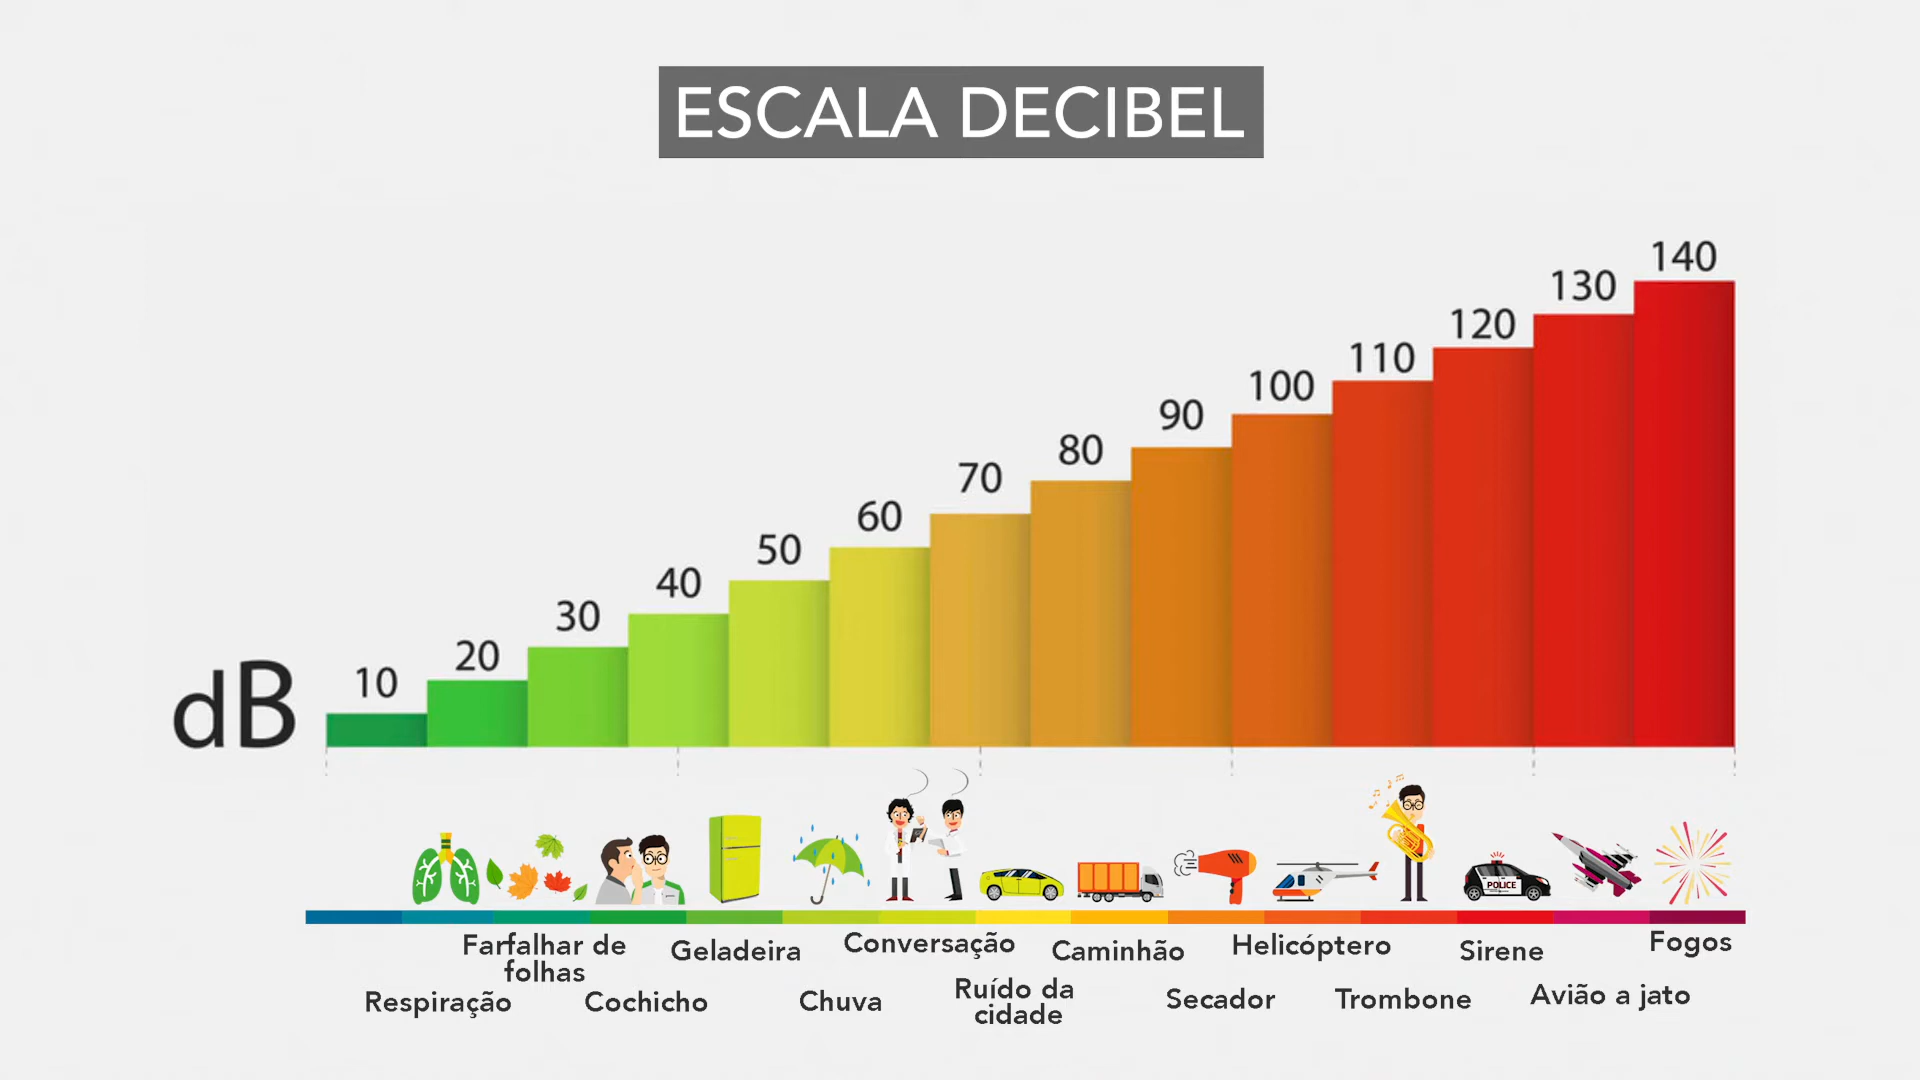 ESCALA DECIBEL
dB
10
20
30
40
50
60
70
80
90
100
110
120
130
140
POLICE
Respiração
Farfalhar de
folhas
Cochicho
Geladeira
Chuva
Conversação
Ruído da
cidade
Caminhão
Secador
Helicóptero
Trombone
Sirene
Avião a jato
Fogos